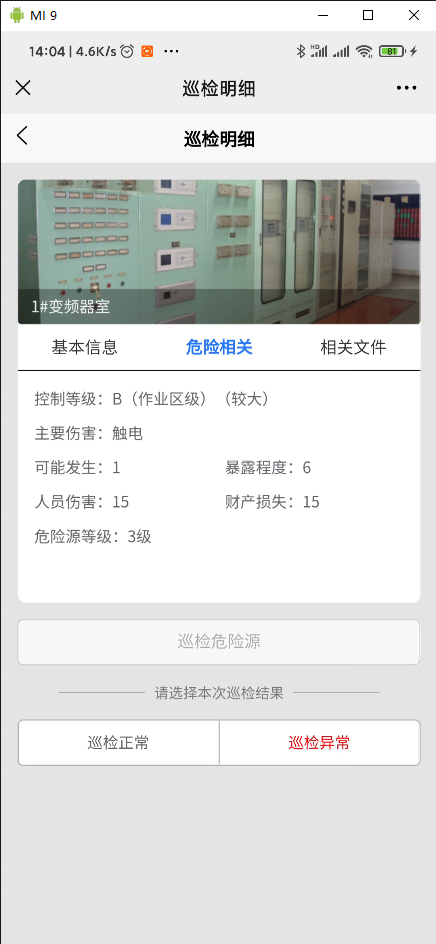 MI 9
14:04 | 4.6K/s
HD
81
巡检明细
巡检明细
1#变频器室
基本信息 危险相关 相关文件
控制等级：B（作业区级）（较大）
主要伤害：触电
可能发生：1 暴露程度：6
人员伤害：15 财产损失：15
危险源等级：3级
巡检危险源
请选择本次巡检结果
巡检正常 巡检异常